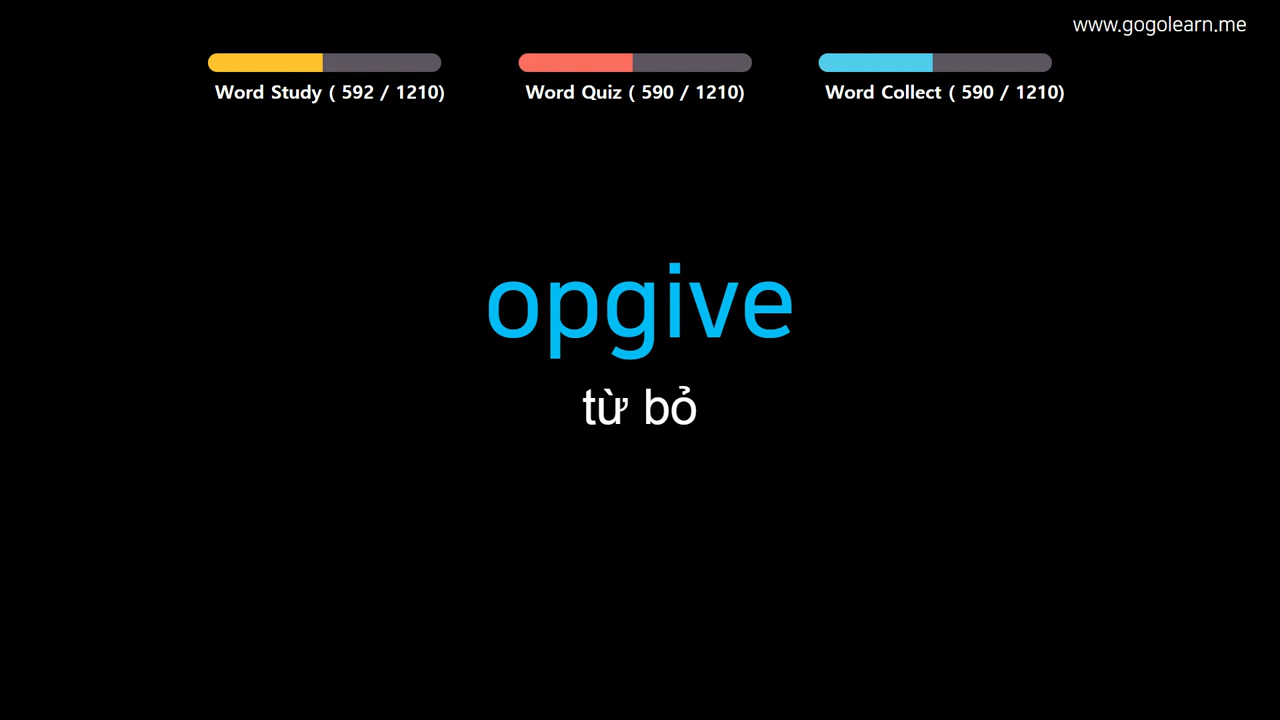 www.gogolearn.me
Word Study ( 592 / 1210)
Word Quiz ( 590 / 1210)
Word Collect ( 590 / 1210)
opgive
từ bỏ